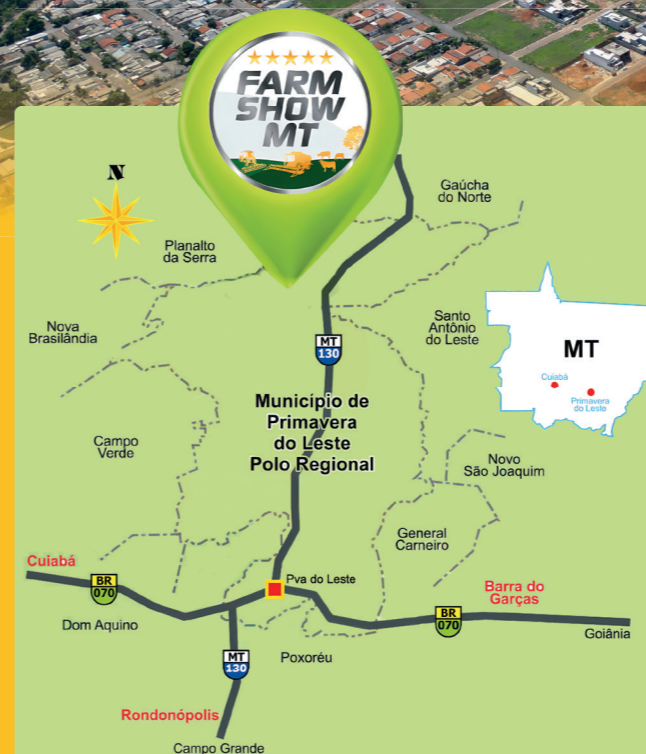 FARM
SHOW
MT
N
Gaúcha
do Norte
Planalto
da Serra
Nova
Brasilândia
MT
130
Santo
Antônio
do Leste
MT
Cuiabá
Primavera
do Leste
Município de
Primavera
do Leste
Polo Regional
Campo
Verde
Novo
São Joaquim
General
Carneiro
Cuiabá
BR
070
Pva do Leste
Barra do
Garças
BR
070
Dom Aquino
Goiânia
MT
130
Poxoréu
Rondonópolis
Campo Grande